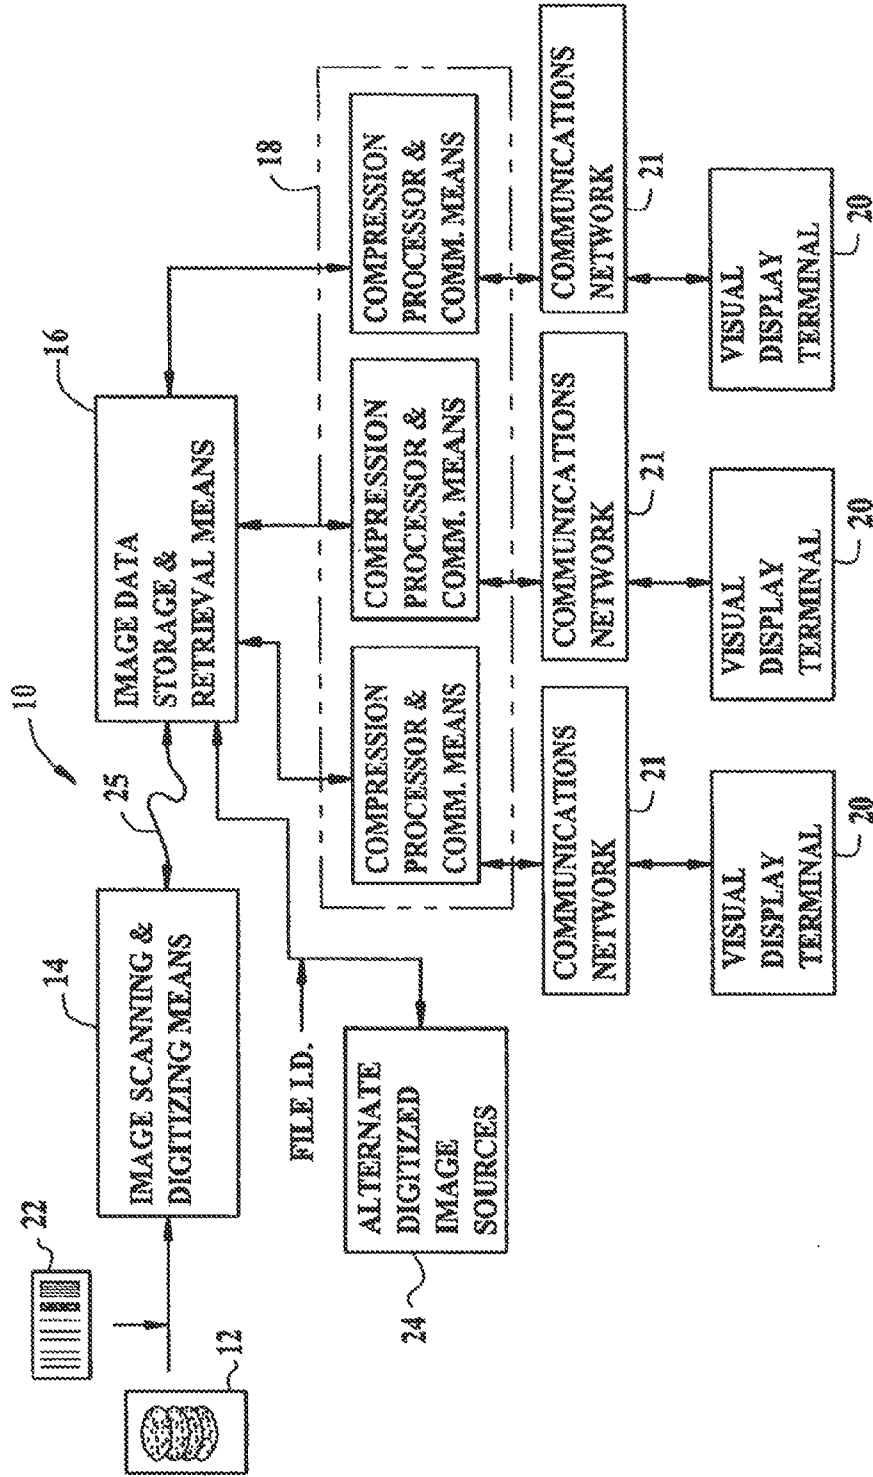 10
22
12
14
IMAGE SCANNING &
DIGITIZING MEANS
25
16
IMAGE DATA
STORAGE &
RETRIEVAL MEANS
FILE I.D.
ALTERNATE
DIGITIZED
IMAGE
SOURCES
24
18
COMPRESSION
PROCESSOR &
COMM. MEANS
COMPRESSION
PROCESSOR &
COMM. MEANS
COMPRESSION
PROCESSOR &
COMM. MEANS
COMMUNICATIONS
NETWORK
21
COMMUNICATIONS
NETWORK
21
COMMUNICATIONS
NETWORK
21
VISUAL
DISPLAY
TERMINAL
20
VISUAL
DISPLAY
TERMINAL
20
VISUAL
DISPLAY
TERMINAL
20